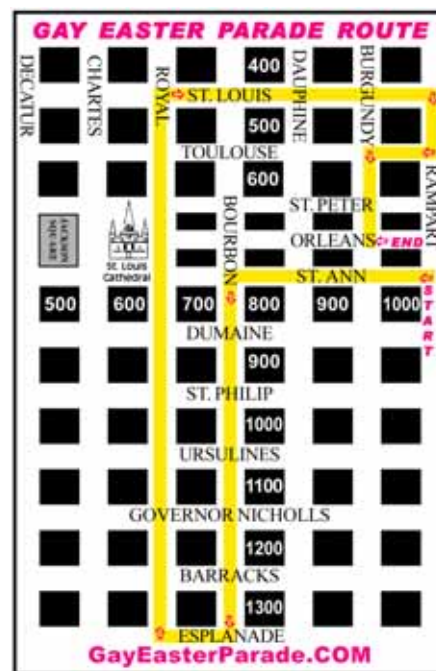 GAY EASTER PARADE ROUTE
DECATUR
CHARTES
ROYAL
400
DAUPHINE
BURGUNDY
ST. LOUIS
500
TOULOUSE
RAMPART
600
BOURBON
ST. PETER
JACKSON
SQUARE
St. Louis
Cathedral
ORLEANS
END
ST. ANN
START
500 600 700 800 900 1000
DUMAINE
900
ST. PHILIP
1000
URSULINES
1100
GOVERNOR NICHOLLS
1200
BARRACKS
1300
ESPLANADE
GayEasterParade.COM